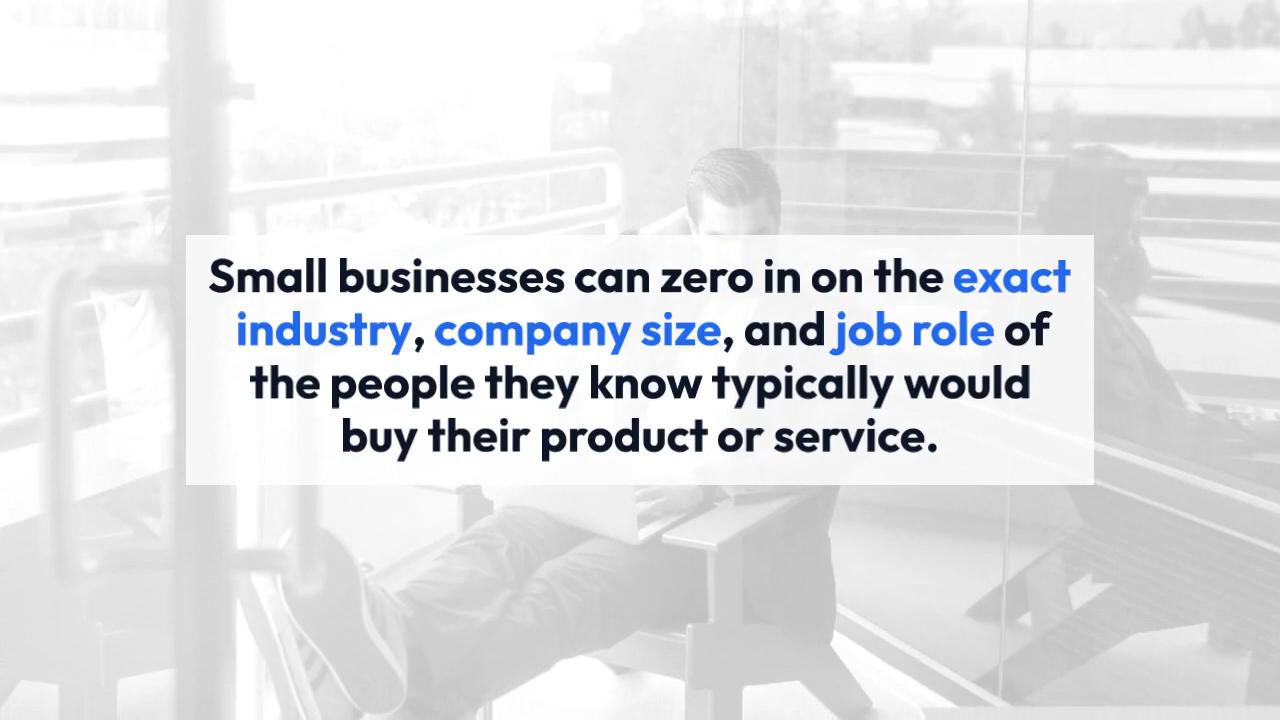 Small businesses can zero in on the exact
industry, company size, and job role of
the people they know typically would
buy their product or service.